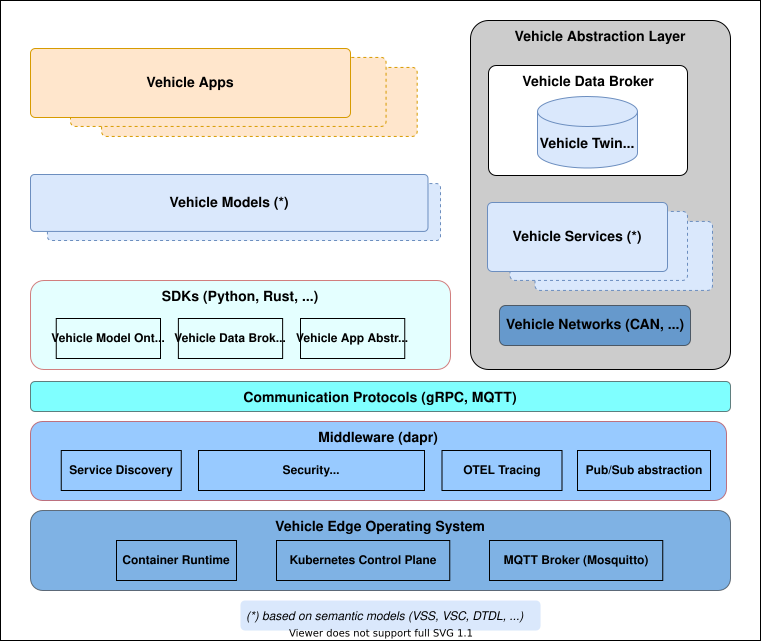 Vehicle Apps
Vehicle Models (*)
SDKs (Python, Rust, ...)
Vehicle Model Ont...
Vehicle Data Brok...
Vehicle App Abstr...
Vehicle Abstraction Layer
Vehicle Data Broker
Vehicle Twin...
Vehicle Services (*)
Vehicle Networks (CAN, ...)
Communication Protocols (gRPC, MQTT)
Middleware (dapr)
Service Discovery
Security...
OTEL Tracing
Pub/Sub abstraction
Vehicle Edge Operating System
Container Runtime
Kubernetes Control Plane
MQTT Broker (Mosquitto)
(*) based on semantic models (VSS, VSC, DTDL, ...)
Viewer does not support full SVG 1.1